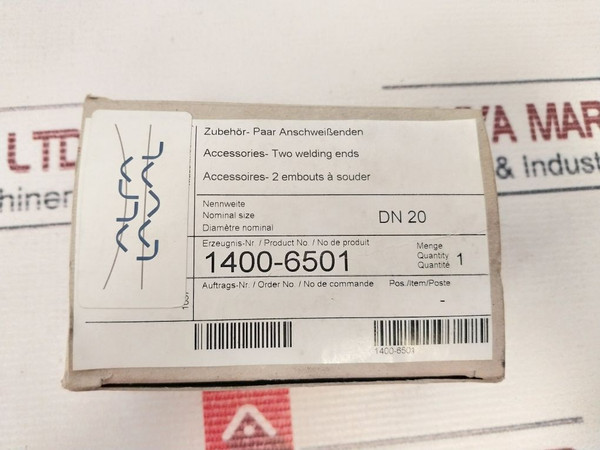 LTD
YA MAR
hiner
& Indust
ALFA
LAVAL
Zubehör- Paar Anschweißenden
Accessories- Two welding ends
Accessoires- 2 embouts à souder
Nennweite
Nominal size
Diamètre nominal
DN 20
Erzeugnis-Nr. / Product No. / No de produit
1400-6501
Menge
Quantity
Quantité
1
Auftrags-Nr. / Order No. / No de commande
Pos./Item/Poste
-
1400-6501